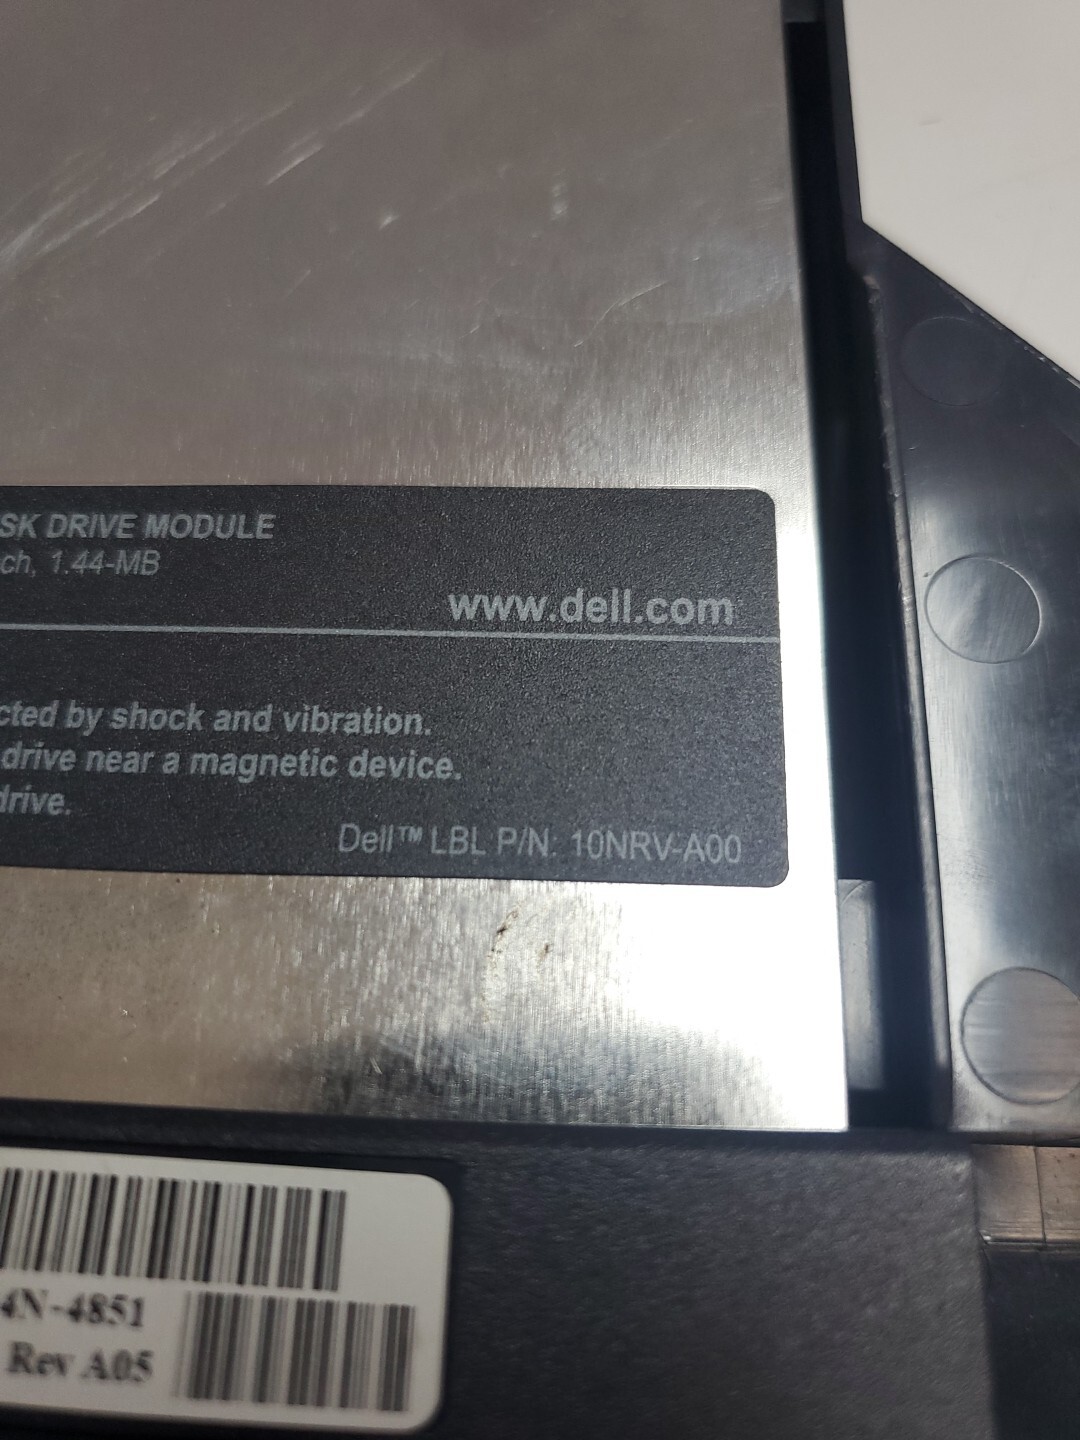 SK DRIVE MODULE
ch, 1.44-MB
www.dell.com
cted by shock and vibration.
drive near a magnetic device.
drive.
Dell™ LBL P/N: 10NRV-A00
4N-4851
Rev A05